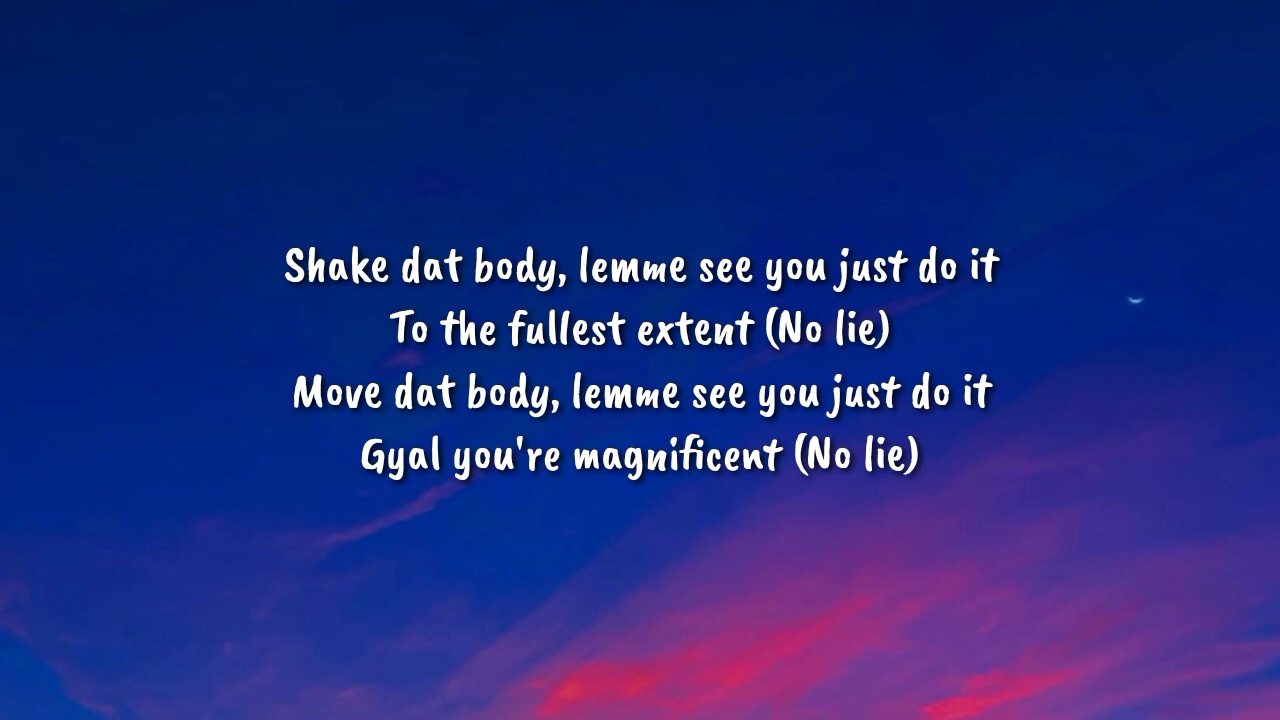 Shake dat body, lemme see you just do it
To the fullest extent (No lie)
Move dat body, lemme see you just do it
Gyal you're magnificent (No lie)